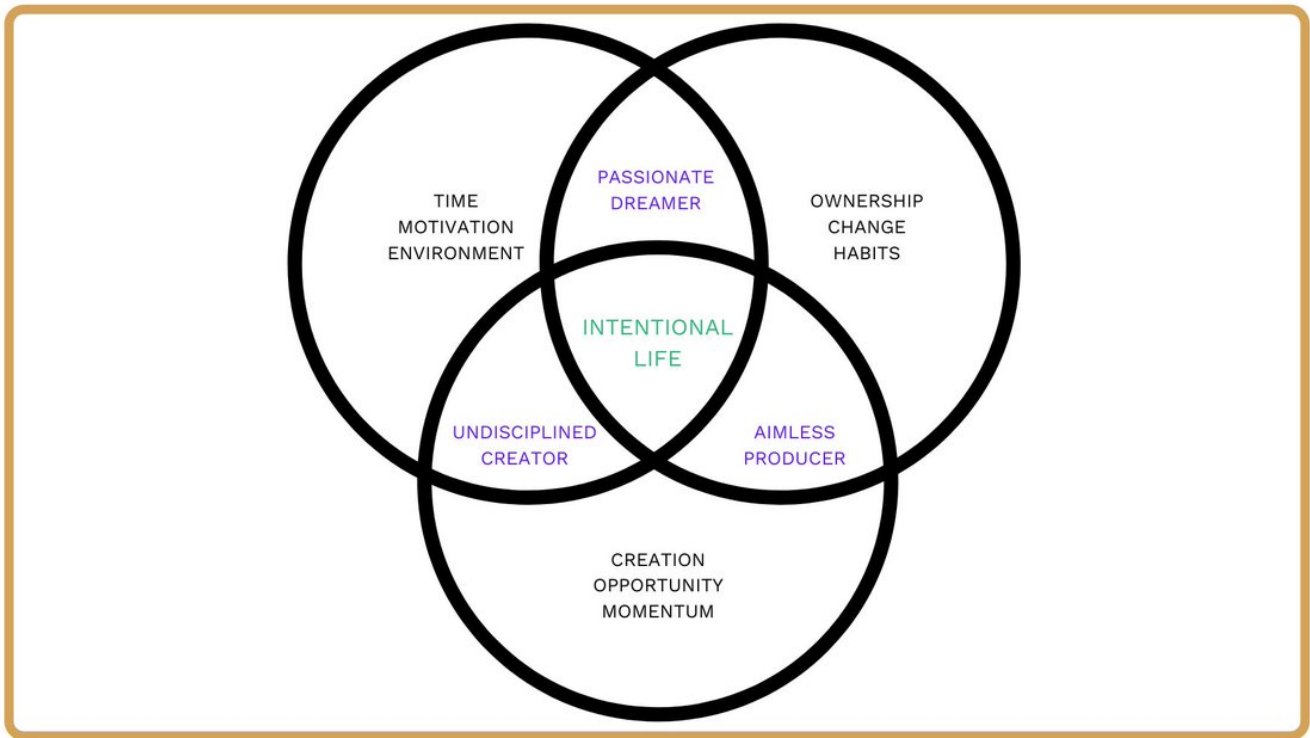 PASSIONATE
DREAMER
TIME
MOTIVATION
ENVIRONMENT
OWNERSHIP
CHANGE
HABITS
INTENTIONAL
LIFE
UNDISCIPLINED
CREATOR
AIMLESS
PRODUCER
CREATION
OPPORTUNITY
MOMENTUM